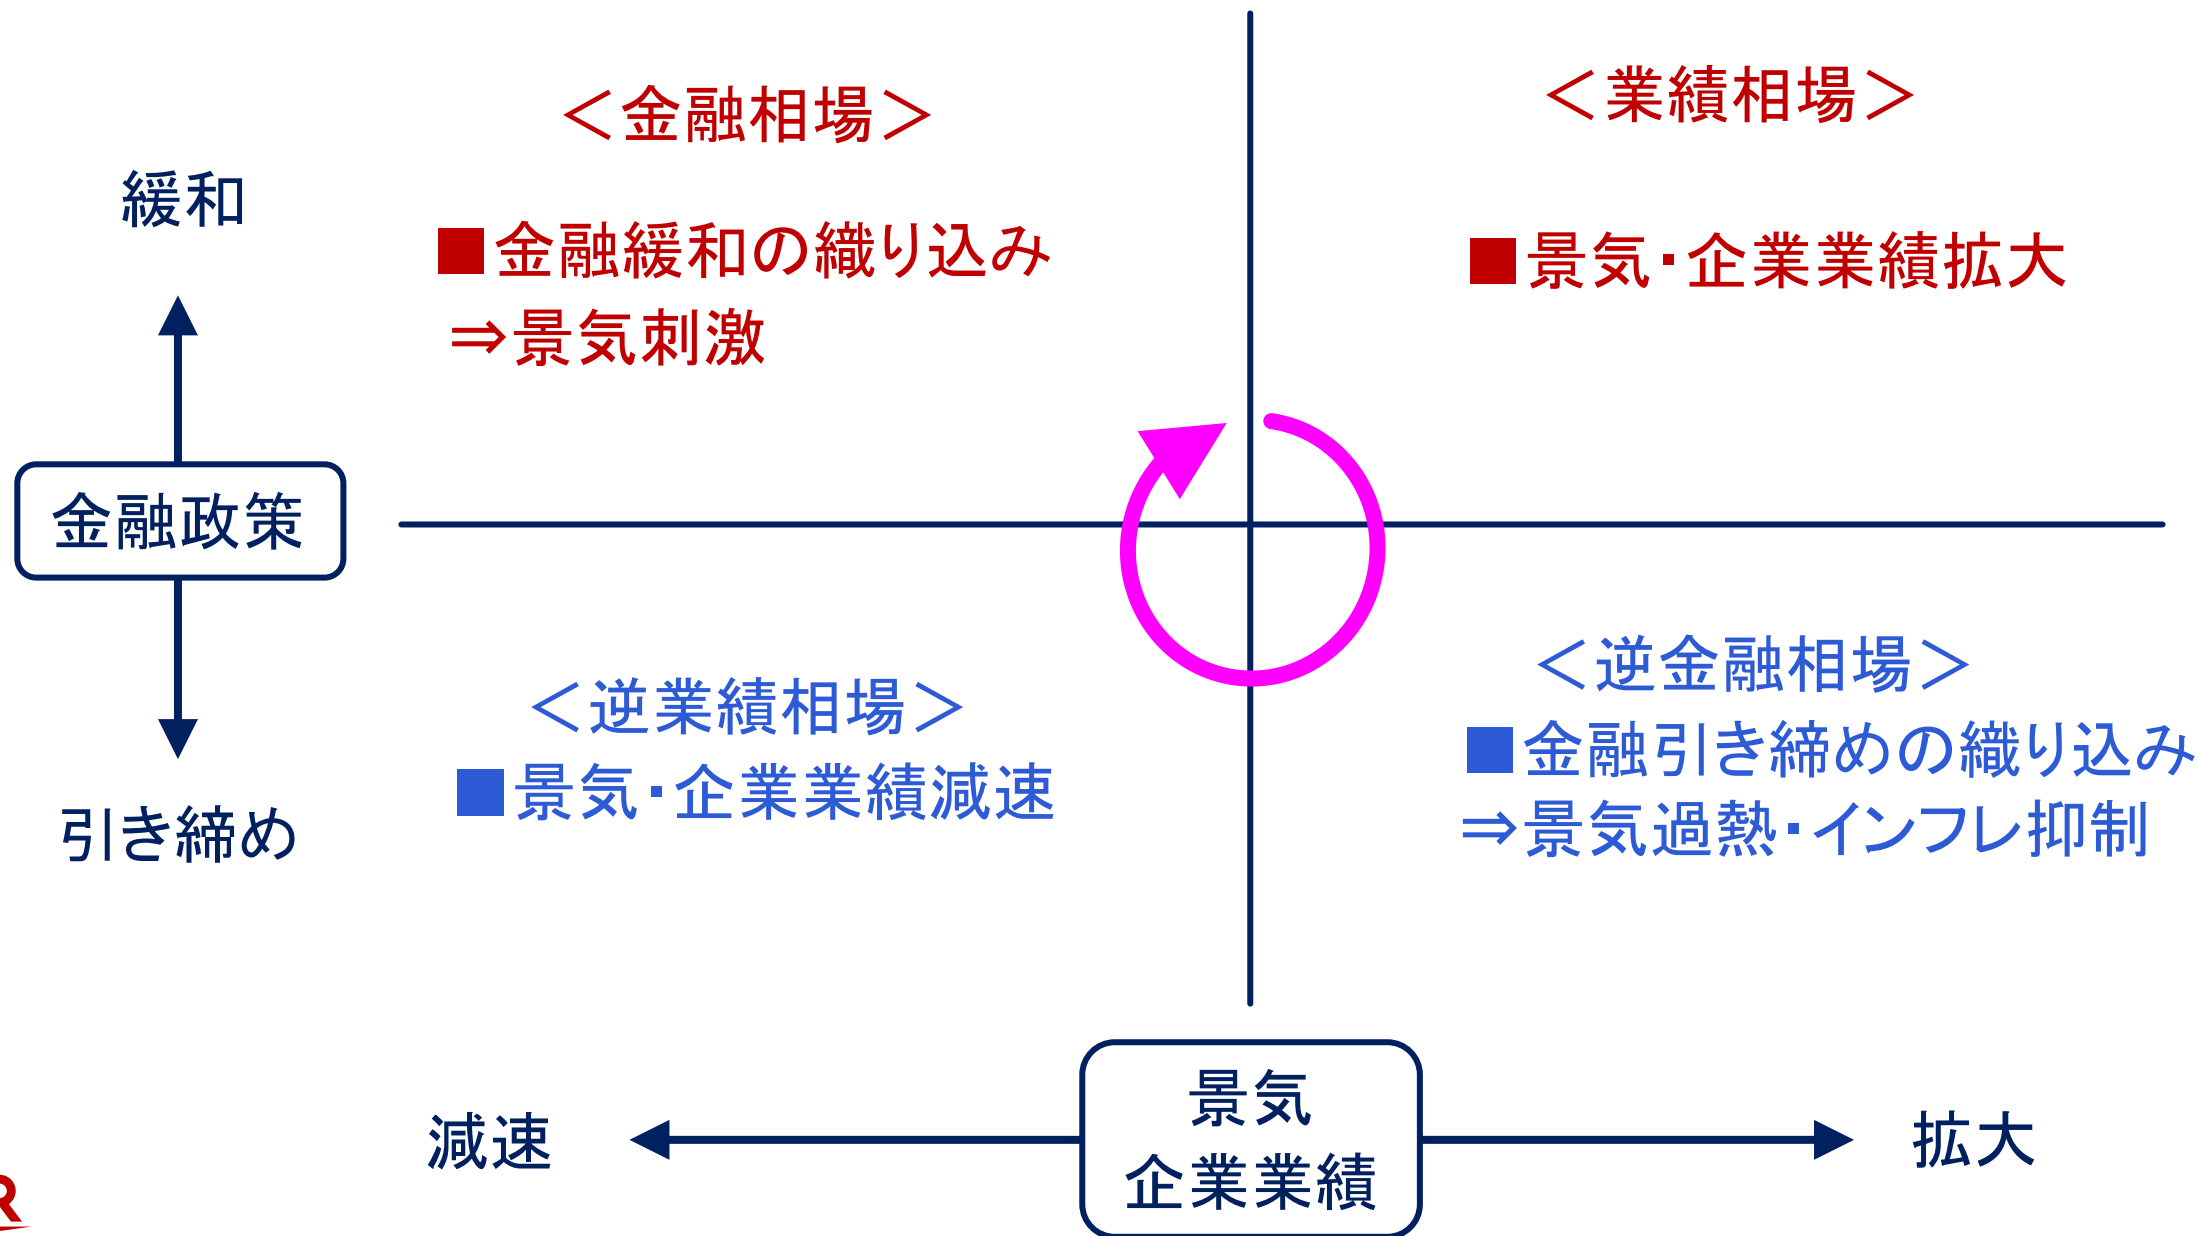 ＜金融相場＞
■金融緩和の織り込み
⇒景気刺激
＜業績相場＞
■景気・企業業績拡大
緩和
金融政策
引き締め
＜逆業績相場＞
■景気・企業業績減速
＜逆金融相場＞
■金融引き締めの織り込み
⇒景気過熱・インフレ抑制
減速
景気
企業業績
拡大
R